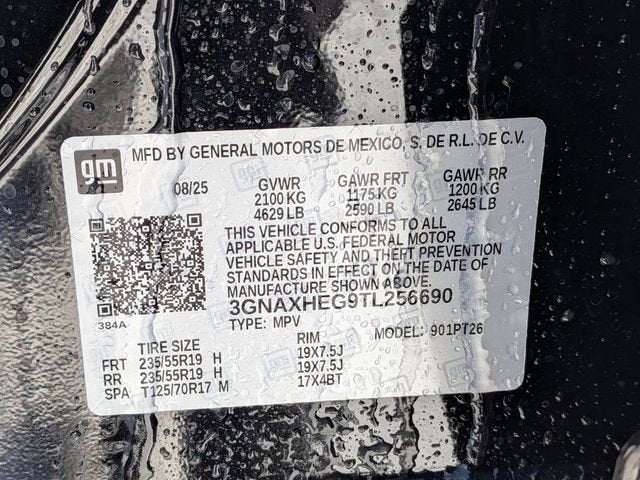 gm MFD BY GENERAL MOTORS DE MEXICO, S. DE R.L. DE C.V.
08/25 GVWR GAWR FRT GAWR RR
2100 KG 1175 KG 1200 KG
4629 LB 2590 LB 2645 LB
THIS VEHICLE CONFORMS TO ALL
APPLICABLE U.S. FEDERAL MOTOR
VEHICLE SAFETY AND THEFT PREVENTION
STANDARDS IN EFFECT ON THE DATE OF
MANUFACTURE SHOWN ABOVE.
384A 3GNAXHEG9TL256690
TYPE: MPV MODEL: 901PT26
TIRE SIZE RIM
FRT 235/55R19 H 19X7.5J
RR 235/55R19 H 19X7.5J
SPA T125/70R17 M 17X4BT